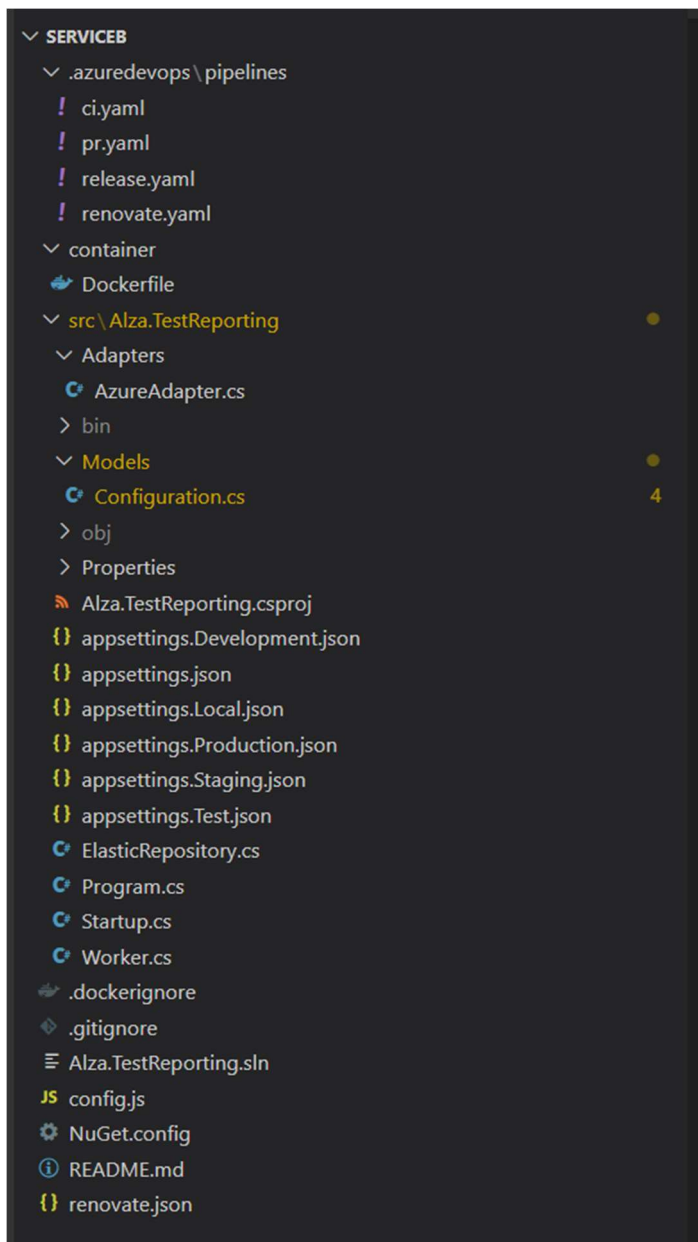 SERVICEB
.azuredevops\pipelines
! ci.yaml
! pr.yaml
! release.yaml
! renovate.yaml
container
Dockerfile
src\Alza.TestReporting
Adapters
C# AzureAdapter.cs
bin
Models
C# Configuration.cs 4
obj
Properties
Alza.TestReporting.csproj
{} appsettings.Development.json
{} appsettings.json
{} appsettings.Local.json
{} appsettings.Production.json
{} appsettings.Staging.json
{} appsettings.Test.json
C# ElasticRepository.cs
C# Program.cs
C# Startup.cs
C# Worker.cs
.dockerignore
.gitignore
Alza.TestReporting.sln
JS config.js
NuGet.config
README.md
{} renovate.json